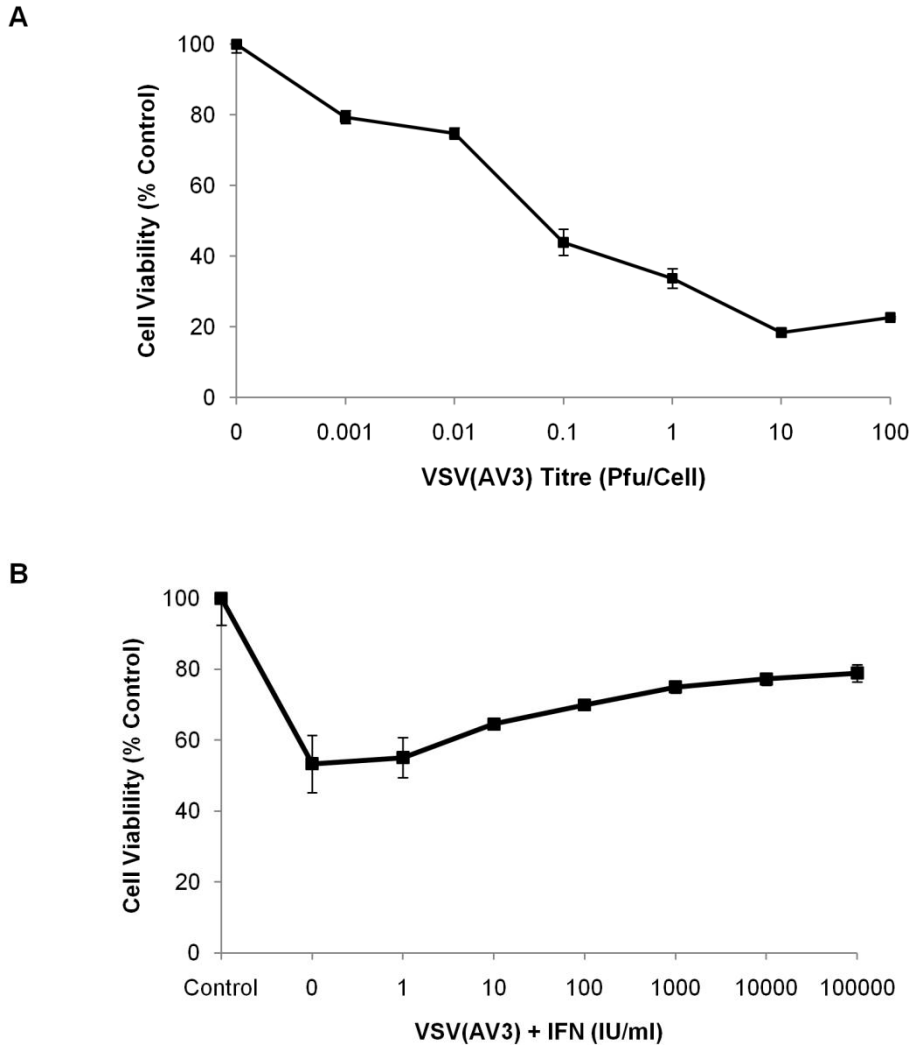 A
100
80
60
40
20
0
Cell Viability (% Control)
0 0.001 0.01 0.1 1 10 100
VSV(AV3) Titre (Pfu/Cell)
B
100
80
60
40
20
0
Cell Viablility (% Control)
Control 0 1 10 100 1000 10000 100000
VSV(AV3) + IFN (IU/ml)